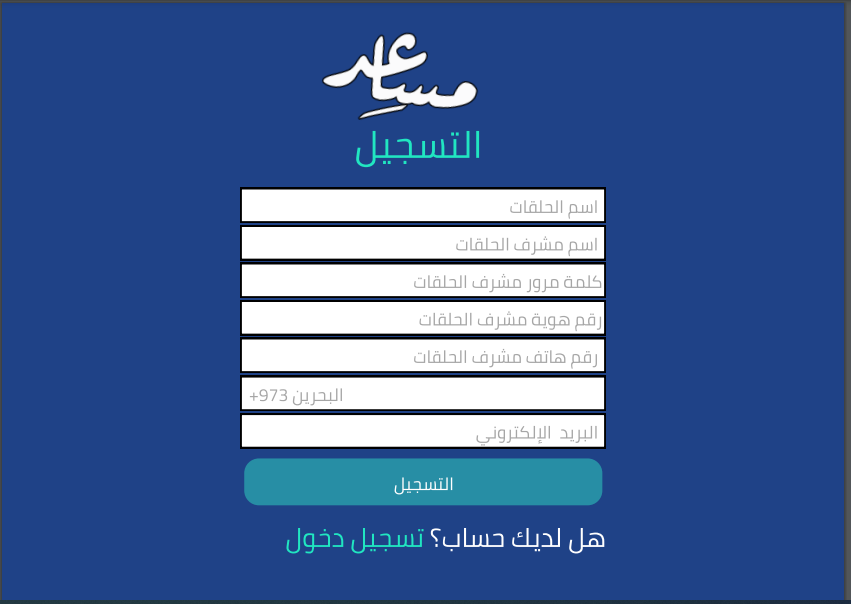 مساعد
التسجيل
اسم الحلقات
اسم مشرف الحلقات
كلمة مرور مشرف الحلقات
رقم هوية مشرف الحلقات
رقم هاتف مشرف الحلقات
البحرين 973+
البريد الإلكتروني
التسجيل
هل لديك حساب؟ تسجيل دخول